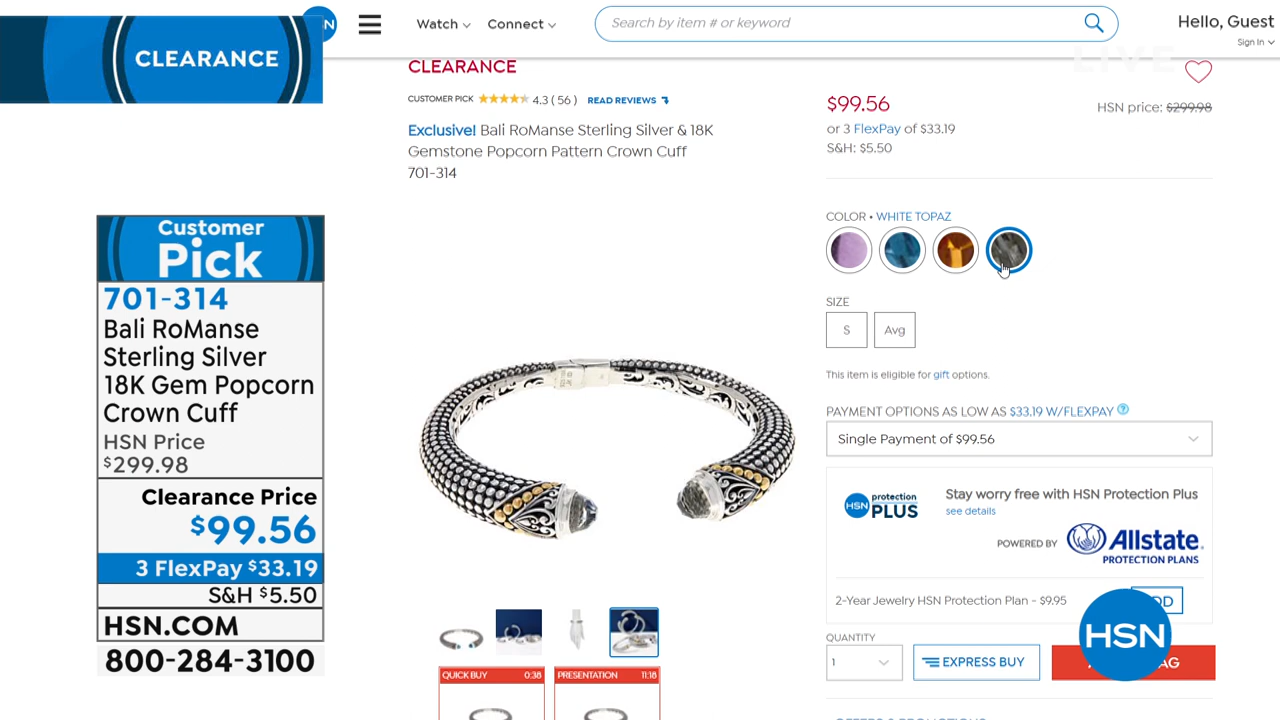 CLEARANCE
N
Watch
Connect
Search by item # or keyword
Hello, Guest
Sign In
LIVE
CLEARANCE
CUSTOMER PICK 4.3 ( 56 ) READ REVIEWS
Exclusive! Bali RoManse Sterling Silver & 18K
Gemstone Popcorn Pattern Crown Cuff
701-314
$99.56
HSN price: $299.98
or 3 FlexPay of $33.19
S&H: $5.50
COLOR • WHITE TOPAZ
SIZE
S
Avg
This item is eligible for gift options.
PAYMENT OPTIONS AS LOW AS $33.19 W/FLEXPAY ?
Single Payment of $99.56
HSN protection PLUS
Stay worry free with HSN Protection Plus
see details
POWERED BY Allstate
PROTECTION PLANS
2-Year Jewelry HSN Protection Plan - $9.95
QUANTITY
1
EXPRESS BUY
HSN
Customer
Pick
701-314
Bali RoManse
Sterling Silver
18K Gem Popcorn
Crown Cuff
HSN Price
$299.98
Clearance Price
$99.56
3 FlexPay $33.19
S&H $5.50
HSN.COM
800-284-3100
QUICK BUY 0:38
PRESENTATION 11:18